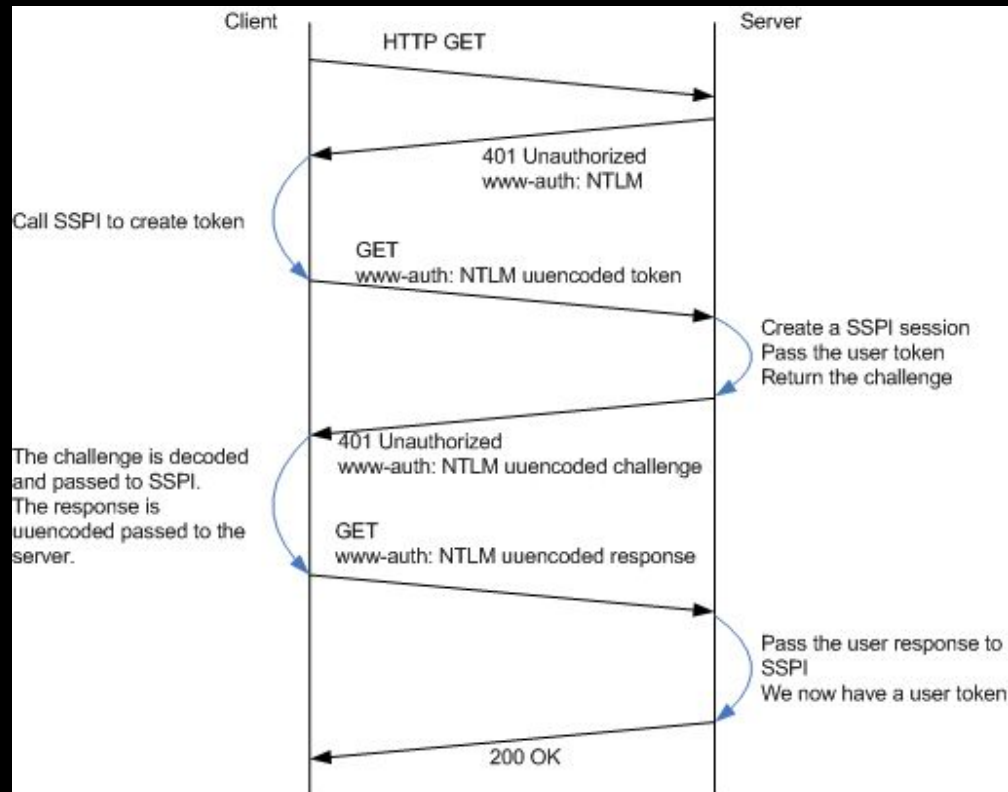 Client
Server
HTTP GET
401 Unauthorized
www-auth: NTLM
Call SSPI to create token
GET
www-auth: NTLM uuencoded token
Create a SSPI session
Pass the user token
Return the challenge
401 Unauthorized
www-auth: NTLM uuencoded challenge
The challenge is decoded
and passed to SSPI.
The response is
uuencoded passed to the
server.
GET
www-auth: NTLM uuencoded response
Pass the user response to
SSPI
We now have a user token
200 OK